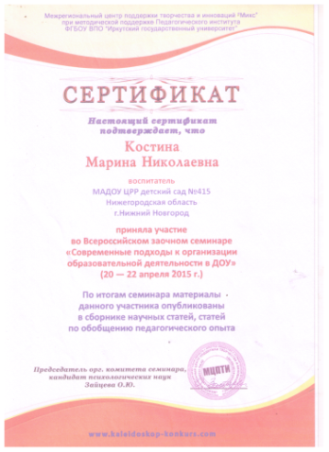 Межрегиональный центр поддержки творчества и инноваций "Микс"
при методической поддержке Педагогического института
ФГБОУ ВПО "Иркутский государственный университет"
СЕРТИФИКАТ
Настоящий сертификат
подтверждает, что
Костина
Марина Николаевна
воспитатель
МАДОУ ЦРР детский сад №415
Нижегородская область
г.Нижний Новгород
приняла участие
во Всероссийском заочном семинаре
«Современные подходы к организации
образовательной деятельности в ДОУ»
(20 — 22 апреля 2015 г.)
По итогам семинара материалы
данного участника опубликованы
в сборнике научных статей, статей
по обобщению педагогического опыта
Председатель орг. комитета семинара,
кандидат психологических наук
Зайцева О.Ю.
МЦПТИ
www.kaleidoskop-konkurs.com